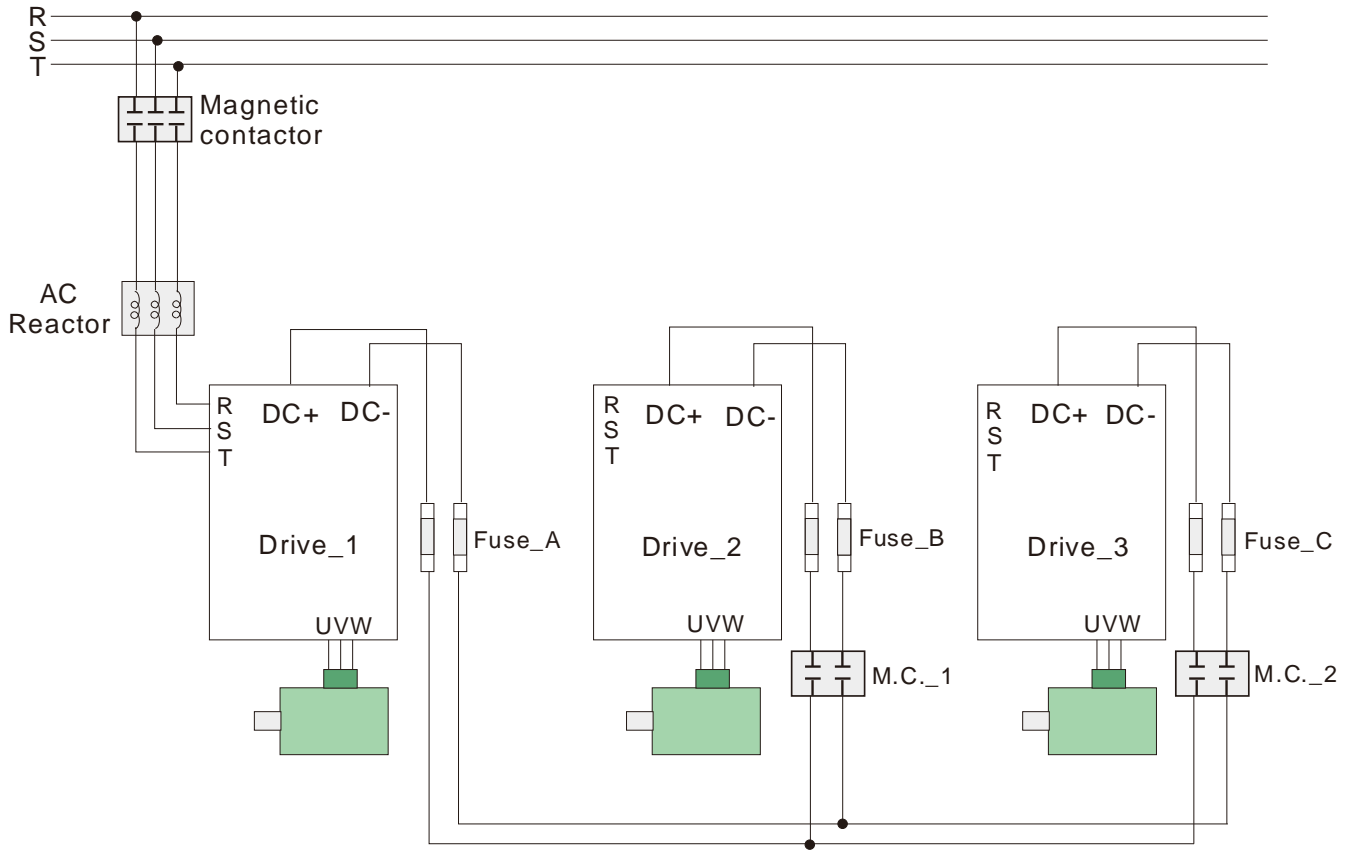 R
S
T
Magnetic
contactor
AC
Reactor
R
S
T
DC+ DC-
Drive_1
UVW
Fuse_A
R
S
T
DC+ DC-
Drive_2
UVW
Fuse_B
M.C._1
R
S
T
DC+ DC-
Drive_3
UVW
Fuse_C
M.C._2